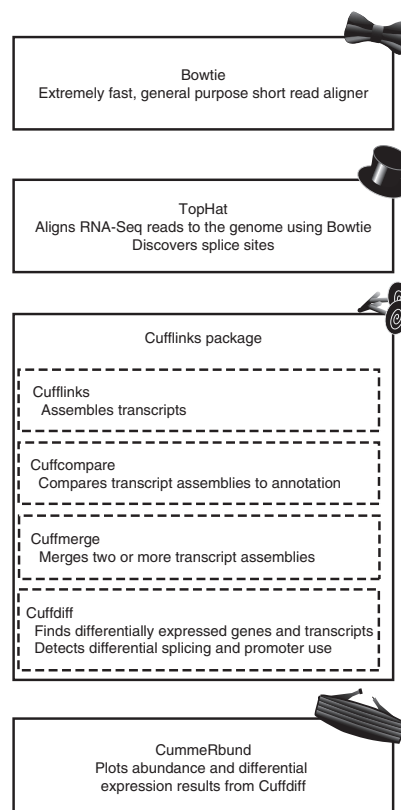 Bowtie
Extremely fast, general purpose short read aligner
TopHat
Aligns RNA-Seq reads to the genome using Bowtie
Discovers splice sites
Cufflinks package
Cufflinks
Assembles transcripts
Cuffcompare
Compares transcript assemblies to annotation
Cuffmerge
Merges two or more transcript assemblies
Cuffdiff
Finds differentially expressed genes and transcripts
Detects differential splicing and promoter use
CummeRbund
Plots abundance and differential
expression results from Cuffdiff